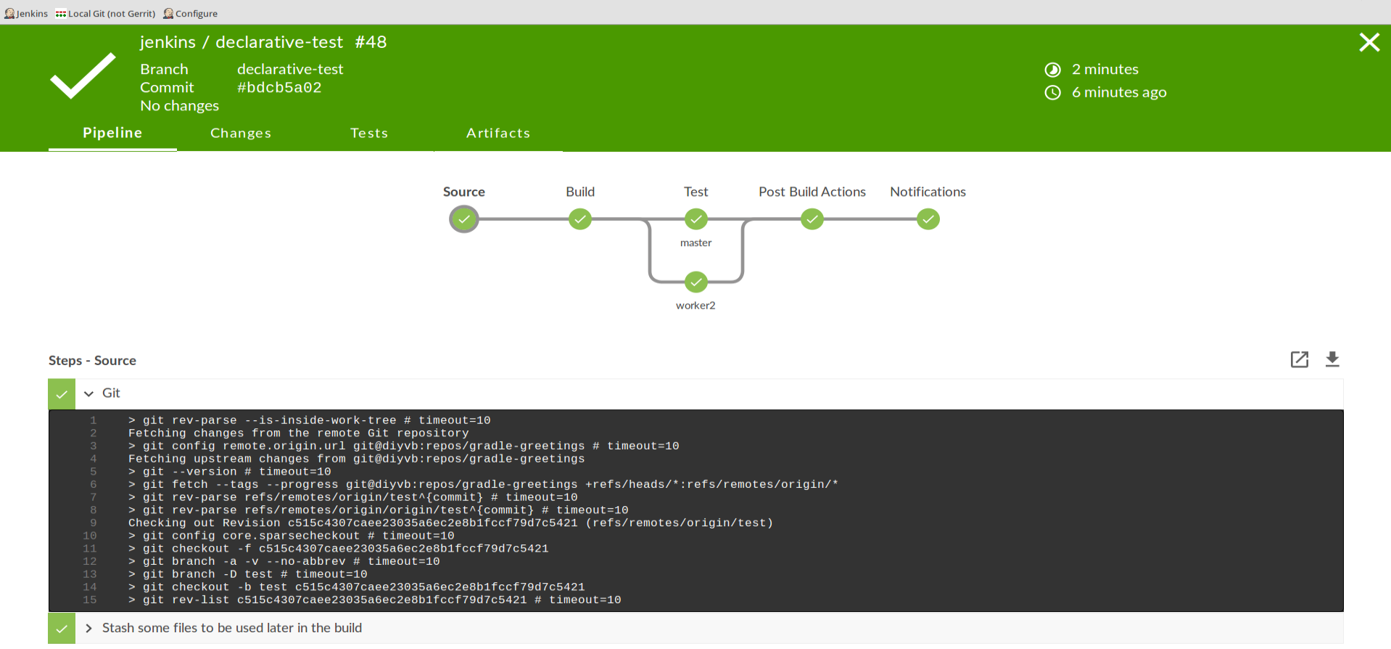 Jenkins Local Git (not Gerrit) Configure
jenkins / declarative-test #48
Branch declarative-test 2 minutes
Commit #bdcb5a02 6 minutes ago
No changes
Pipeline Changes Tests Artifacts
Source Build Test Post Build Actions Notifications
master
worker2
Steps - Source
Git
1 > git rev-parse --is-inside-work-tree # timeout=10
2 Fetching changes from the remote Git repository
3 > git config remote.origin.url git@diyvb:repos/gradle-greetings # timeout=10
4 Fetching upstream changes from git@diyvb:repos/gradle-greetings
5 > git --version # timeout=10
6 > git fetch --tags --progress git@diyvb:repos/gradle-greetings +refs/heads/*:refs/remotes/origin/*
7 > git rev-parse refs/remotes/origin/test^{commit} # timeout=10
8 > git rev-parse refs/remotes/origin/origin/test^{commit} # timeout=10
9 Checking out Revision c515c4307caee23035a6ec2e8b1fccf79d7c5421 (refs/remotes/origin/test)
10 > git config core.sparsecheckout # timeout=10
11 > git checkout -f c515c4307caee23035a6ec2e8b1fccf79d7c5421
12 > git branch -a -v --no-abbrev # timeout=10
13 > git branch -D test # timeout=10
14 > git checkout -b test c515c4307caee23035a6ec2e8b1fccf79d7c5421
15 > git rev-list c515c4307caee23035a6ec2e8b1fccf79d7c5421 # timeout=10
Stash some files to be used later in the build